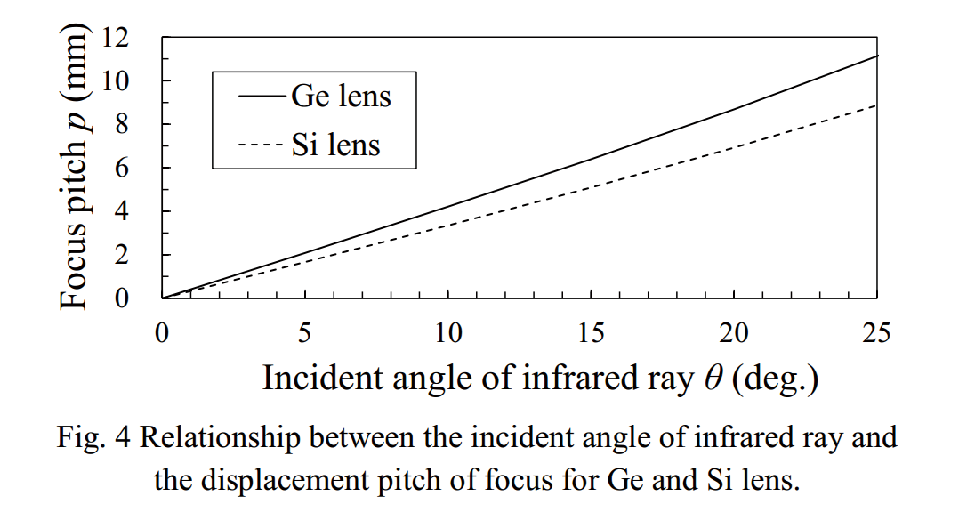 12
10
8
6
4
2
0
Focus pitch p (mm)
Ge lens
Si lens
0 5 10 15 20 25
Incident angle of infrared ray θ (deg.)
Fig. 4 Relationship between the incident angle of infrared ray and
the displacement pitch of focus for Ge and Si lens.